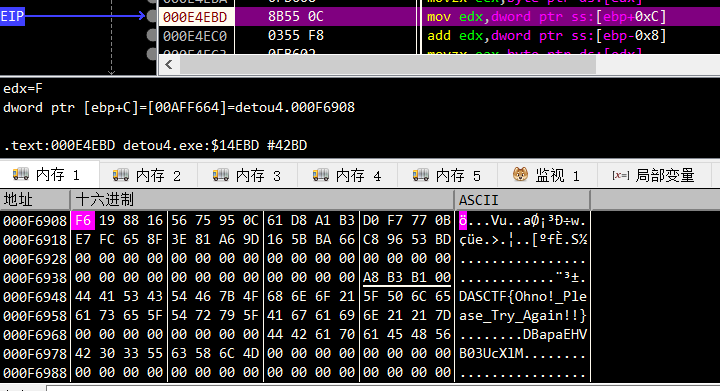 EIP
000E4EBD 8B55 0C mov edx,dword ptr ss:[ebp+0xC]
000E4EC0 0355 F8 add edx,dword ptr ss:[ebp-0x8]
edx=F
dword ptr [ebp+C]=[00AFF664]=detou4.000F6908
.text:000E4EBD detou4.exe:$14EBD #42BD
内存 1 内存 2 内存 3 内存 4 内存 5 监视 1 [x=] 局部变量
地址 十六进制 ASCII
000F6908 F6 19 88 16 56 75 95 0C 61 D8 A1 B3 D0 F7 77 0B ö...Vu..aØ¡³Ð÷w.
000F6918 E7 FC 65 8F 3E 81 A6 9D 16 5B BA 66 C8 96 53 BD çüe.>.¦..[ºfÈ.S½
000F6928 00 00 00 00 00 00 00 00 00 00 00 00 00 00 00 00 ................
000F6938 00 00 00 00 00 00 00 00 00 00 00 00 A8 B3 B1 00 ............¨³±.
000F6948 44 41 53 43 54 46 7B 4F 68 6E 6F 21 5F 50 6C 65 DASCTF{Ohno!_Ple
000F6958 61 73 65 5F 54 72 79 5F 41 67 61 69 6E 21 21 7D ase_Try_Again!!}
000F6968 00 00 00 00 00 00 00 00 44 42 61 70 61 45 48 56 ........DBapaEHV
000F6978 42 30 33 55 63 58 6C 4D 00 00 00 00 00 00 00 00 B03UcXlM........
000F6988 00 00 00 00 00 00 00 00 00 00 00 00 00 00 00 00 ................